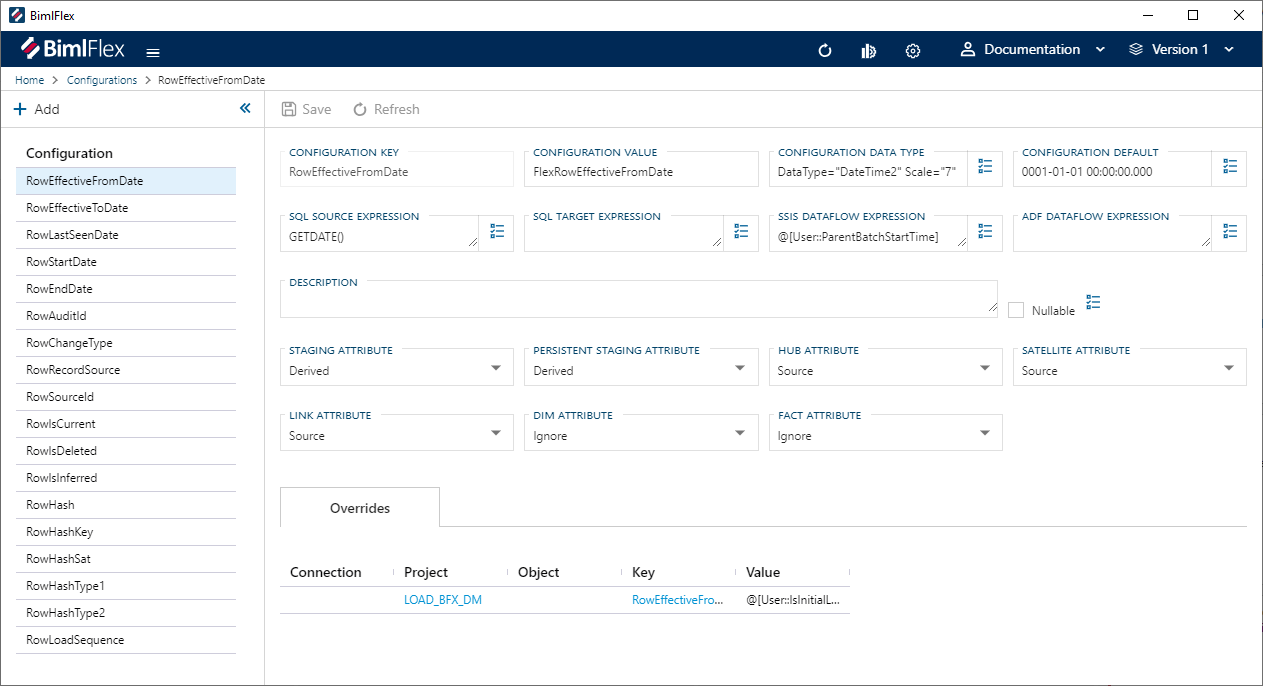 BimlFlex
BimlFlex
Documentation
Version 1
Home > Configurations > RowEffectiveFromDate
Add
Save
Refresh
Configuration
RowEffectiveFromDate
RowEffectiveToDate
RowLastSeenDate
RowStartDate
RowEndDate
RowAuditId
RowChangeType
RowRecordSource
RowSourceId
RowIsCurrent
RowIsDeleted
RowIsInferred
RowHash
RowHashKey
RowHashSat
RowHashType1
RowHashType2
RowLoadSequence
CONFIGURATION KEY
RowEffectiveFromDate
CONFIGURATION VALUE
FlexRowEffectiveFromDate
CONFIGURATION DATA TYPE
DataType="DateTime2" Scale="7"
CONFIGURATION DEFAULT
0001-01-01 00:00:00.000
SQL SOURCE EXPRESSION
GETDATE()
SQL TARGET EXPRESSION
SSIS DATAFLOW EXPRESSION
@[User::ParentBatchStartTime]
ADF DATAFLOW EXPRESSION
DESCRIPTION
Nullable
STAGING ATTRIBUTE
Derived
PERSISTENT STAGING ATTRIBUTE
Derived
HUB ATTRIBUTE
Source
SATELLITE ATTRIBUTE
Source
LINK ATTRIBUTE
Source
DIM ATTRIBUTE
Ignore
FACT ATTRIBUTE
Ignore
Overrides
Connection Project Object Key Value
LOAD_BFX_DM RowEffectiveFro... @[User::IsInitialL...